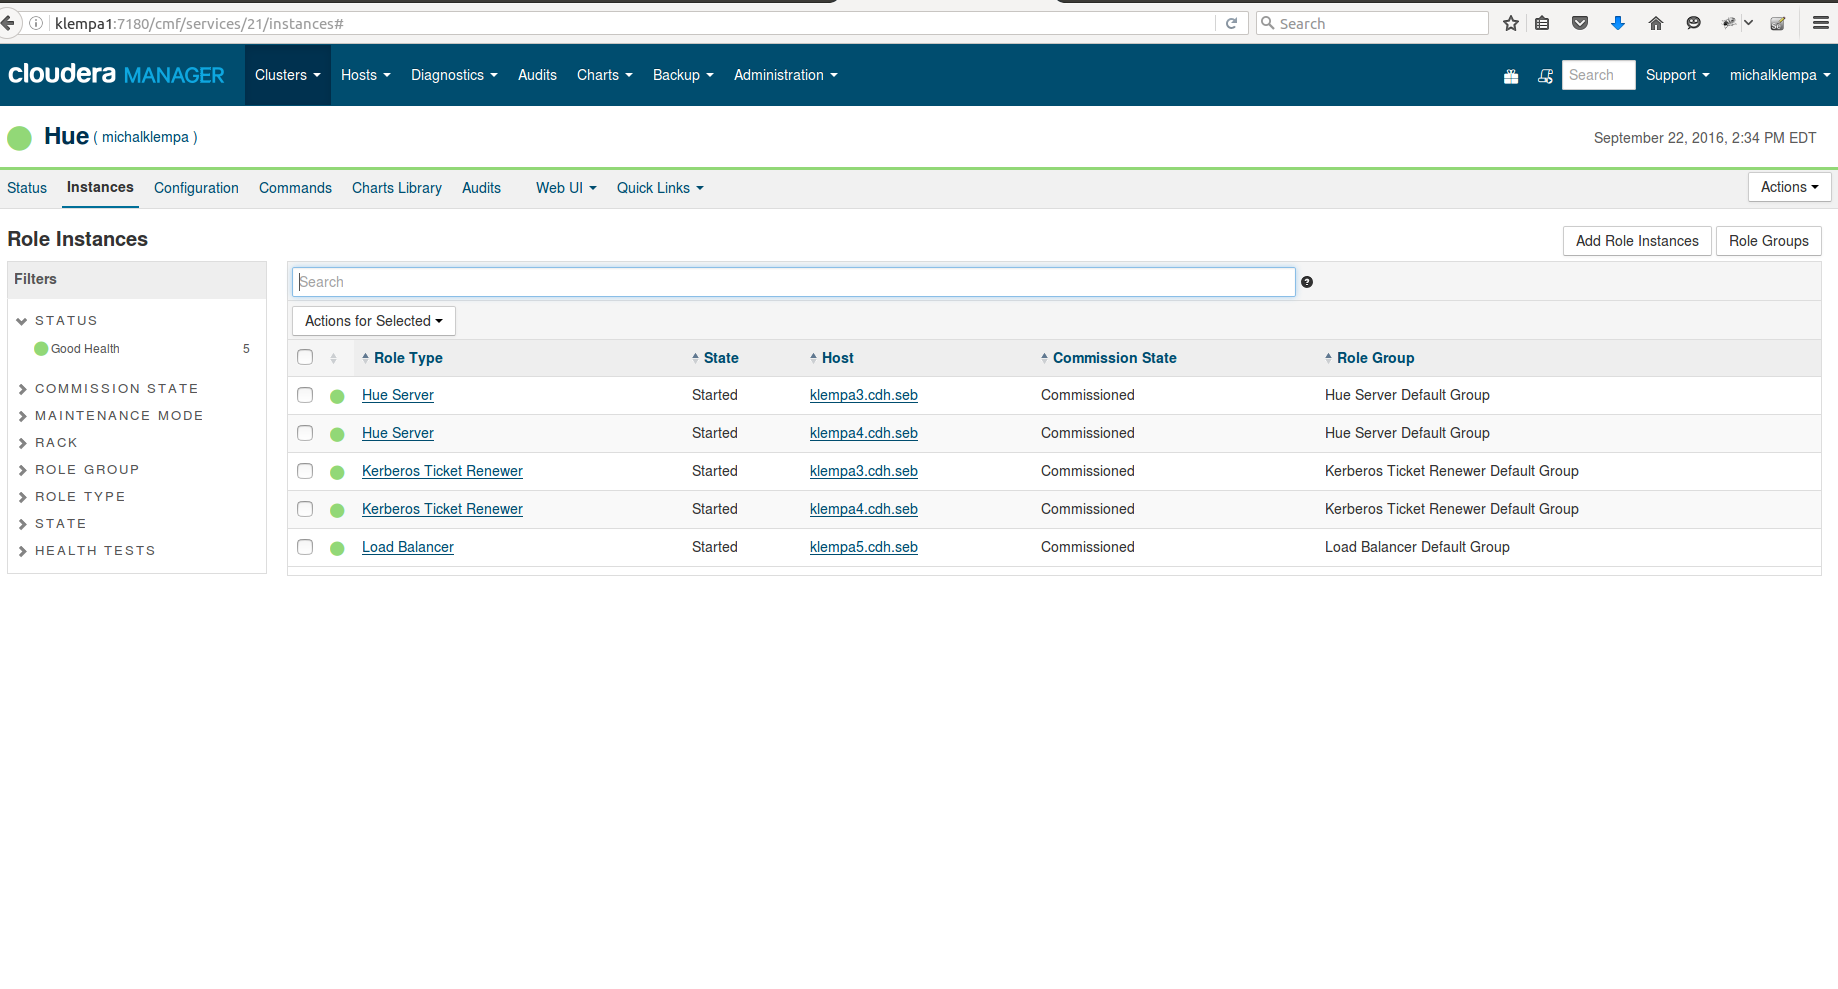 klempa1:7180/cmf/services/21/instances#
Search
cloudera MANAGER
Clusters
Hosts
Diagnostics
Audits
Charts
Backup
Administration
Search
Support
michalklempa
Hue ( michalklempa )
September 22, 2016, 2:34 PM EDT
Status
Instances
Configuration
Commands
Charts Library
Audits
Web UI
Quick Links
Actions
Role Instances
Add Role Instances
Role Groups
Filters
STATUS
Good Health 5
COMMISSION STATE
MAINTENANCE MODE
RACK
ROLE GROUP
ROLE TYPE
STATE
HEALTH TESTS
Search
Actions for Selected
Role Type State Host Commission State Role Group
Hue Server Started klempa3.cdh.seb Commissioned Hue Server Default Group
Hue Server Started klempa4.cdh.seb Commissioned Hue Server Default Group
Kerberos Ticket Renewer Started klempa3.cdh.seb Commissioned Kerberos Ticket Renewer Default Group
Kerberos Ticket Renewer Started klempa4.cdh.seb Commissioned Kerberos Ticket Renewer Default Group
Load Balancer Started klempa5.cdh.seb Commissioned Load Balancer Default Group